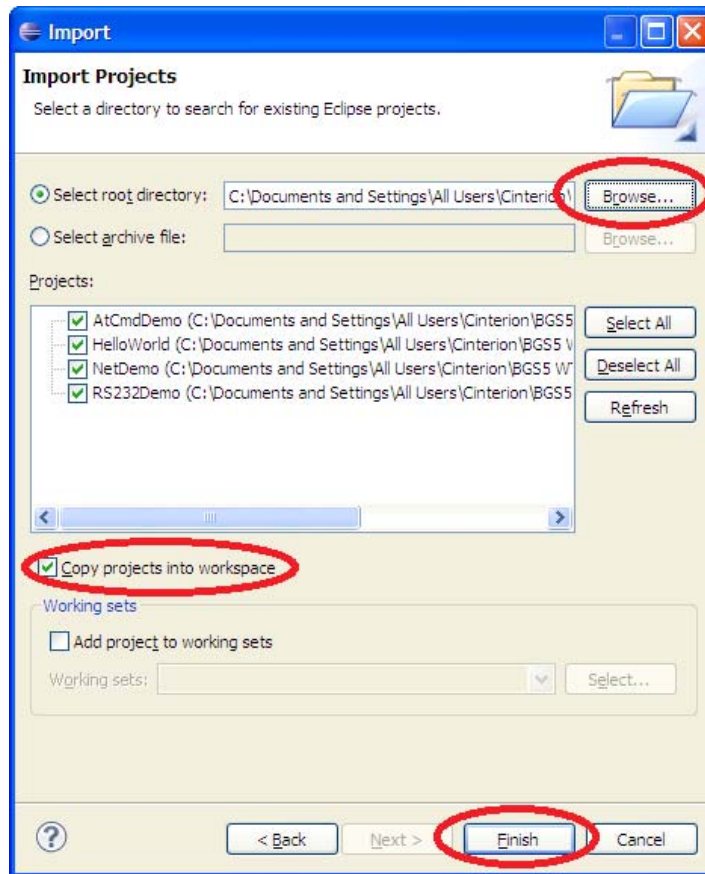 Import
Import Projects
Select a directory to search for existing Eclipse projects.
Select root directory: C:\Documents and Settings\All Users\Cinterion\ Browse...
Select archive file: Browse...
Projects:
AtCmdDemo (C:\Documents and Settings\All Users\Cinterion\BGS5
HelloWorld (C:\Documents and Settings\All Users\Cinterion\BGS5 W
NetDemo (C:\Documents and Settings\All Users\Cinterion\BGS5 WT
RS232Demo (C:\Documents and Settings\All Users\Cinterion\BGS5
Select All
Deselect All
Refresh
Copy projects into workspace
Working sets
Add project to working sets
Working sets: Select...
? < Back Next > Finish Cancel